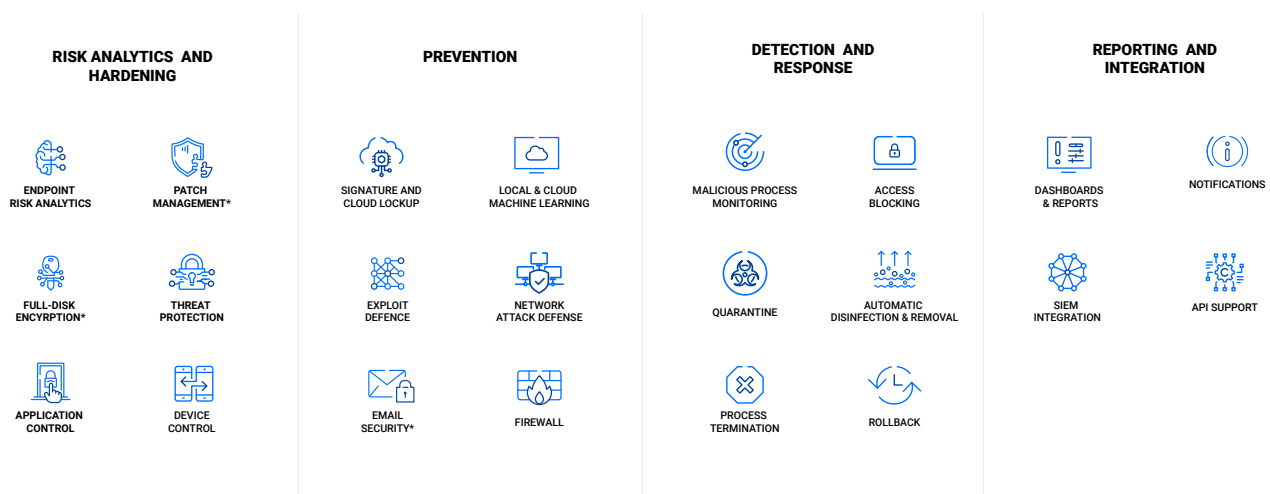 RISK ANALYTICS AND
HARDENING
ENDPOINT
RISK ANALYTICS
PATCH
MANAGEMENT*
FULL-DISK
ENCYRPTION*
THREAT
PROTECTION
APPLICATION
CONTROL
DEVICE
CONTROL
PREVENTION
SIGNATURE AND
CLOUD LOCKUP
LOCAL & CLOUD
MACHINE LEARNING
EXPLOIT
DEFENCE
NETWORK
ATTACK DEFENSE
EMAIL
SECURITY*
FIREWALL
DETECTION AND
RESPONSE
MALICIOUS PROCESS
MONITORING
ACCESS
BLOCKING
QUARANTINE
AUTOMATIC
DISINFECTION & REMOVAL
PROCESS
TERMINATION
ROLLBACK
REPORTING AND
INTEGRATION
DASHBOARDS
& REPORTS
NOTIFICATIONS
SIEM
INTEGRATION
API SUPPORT